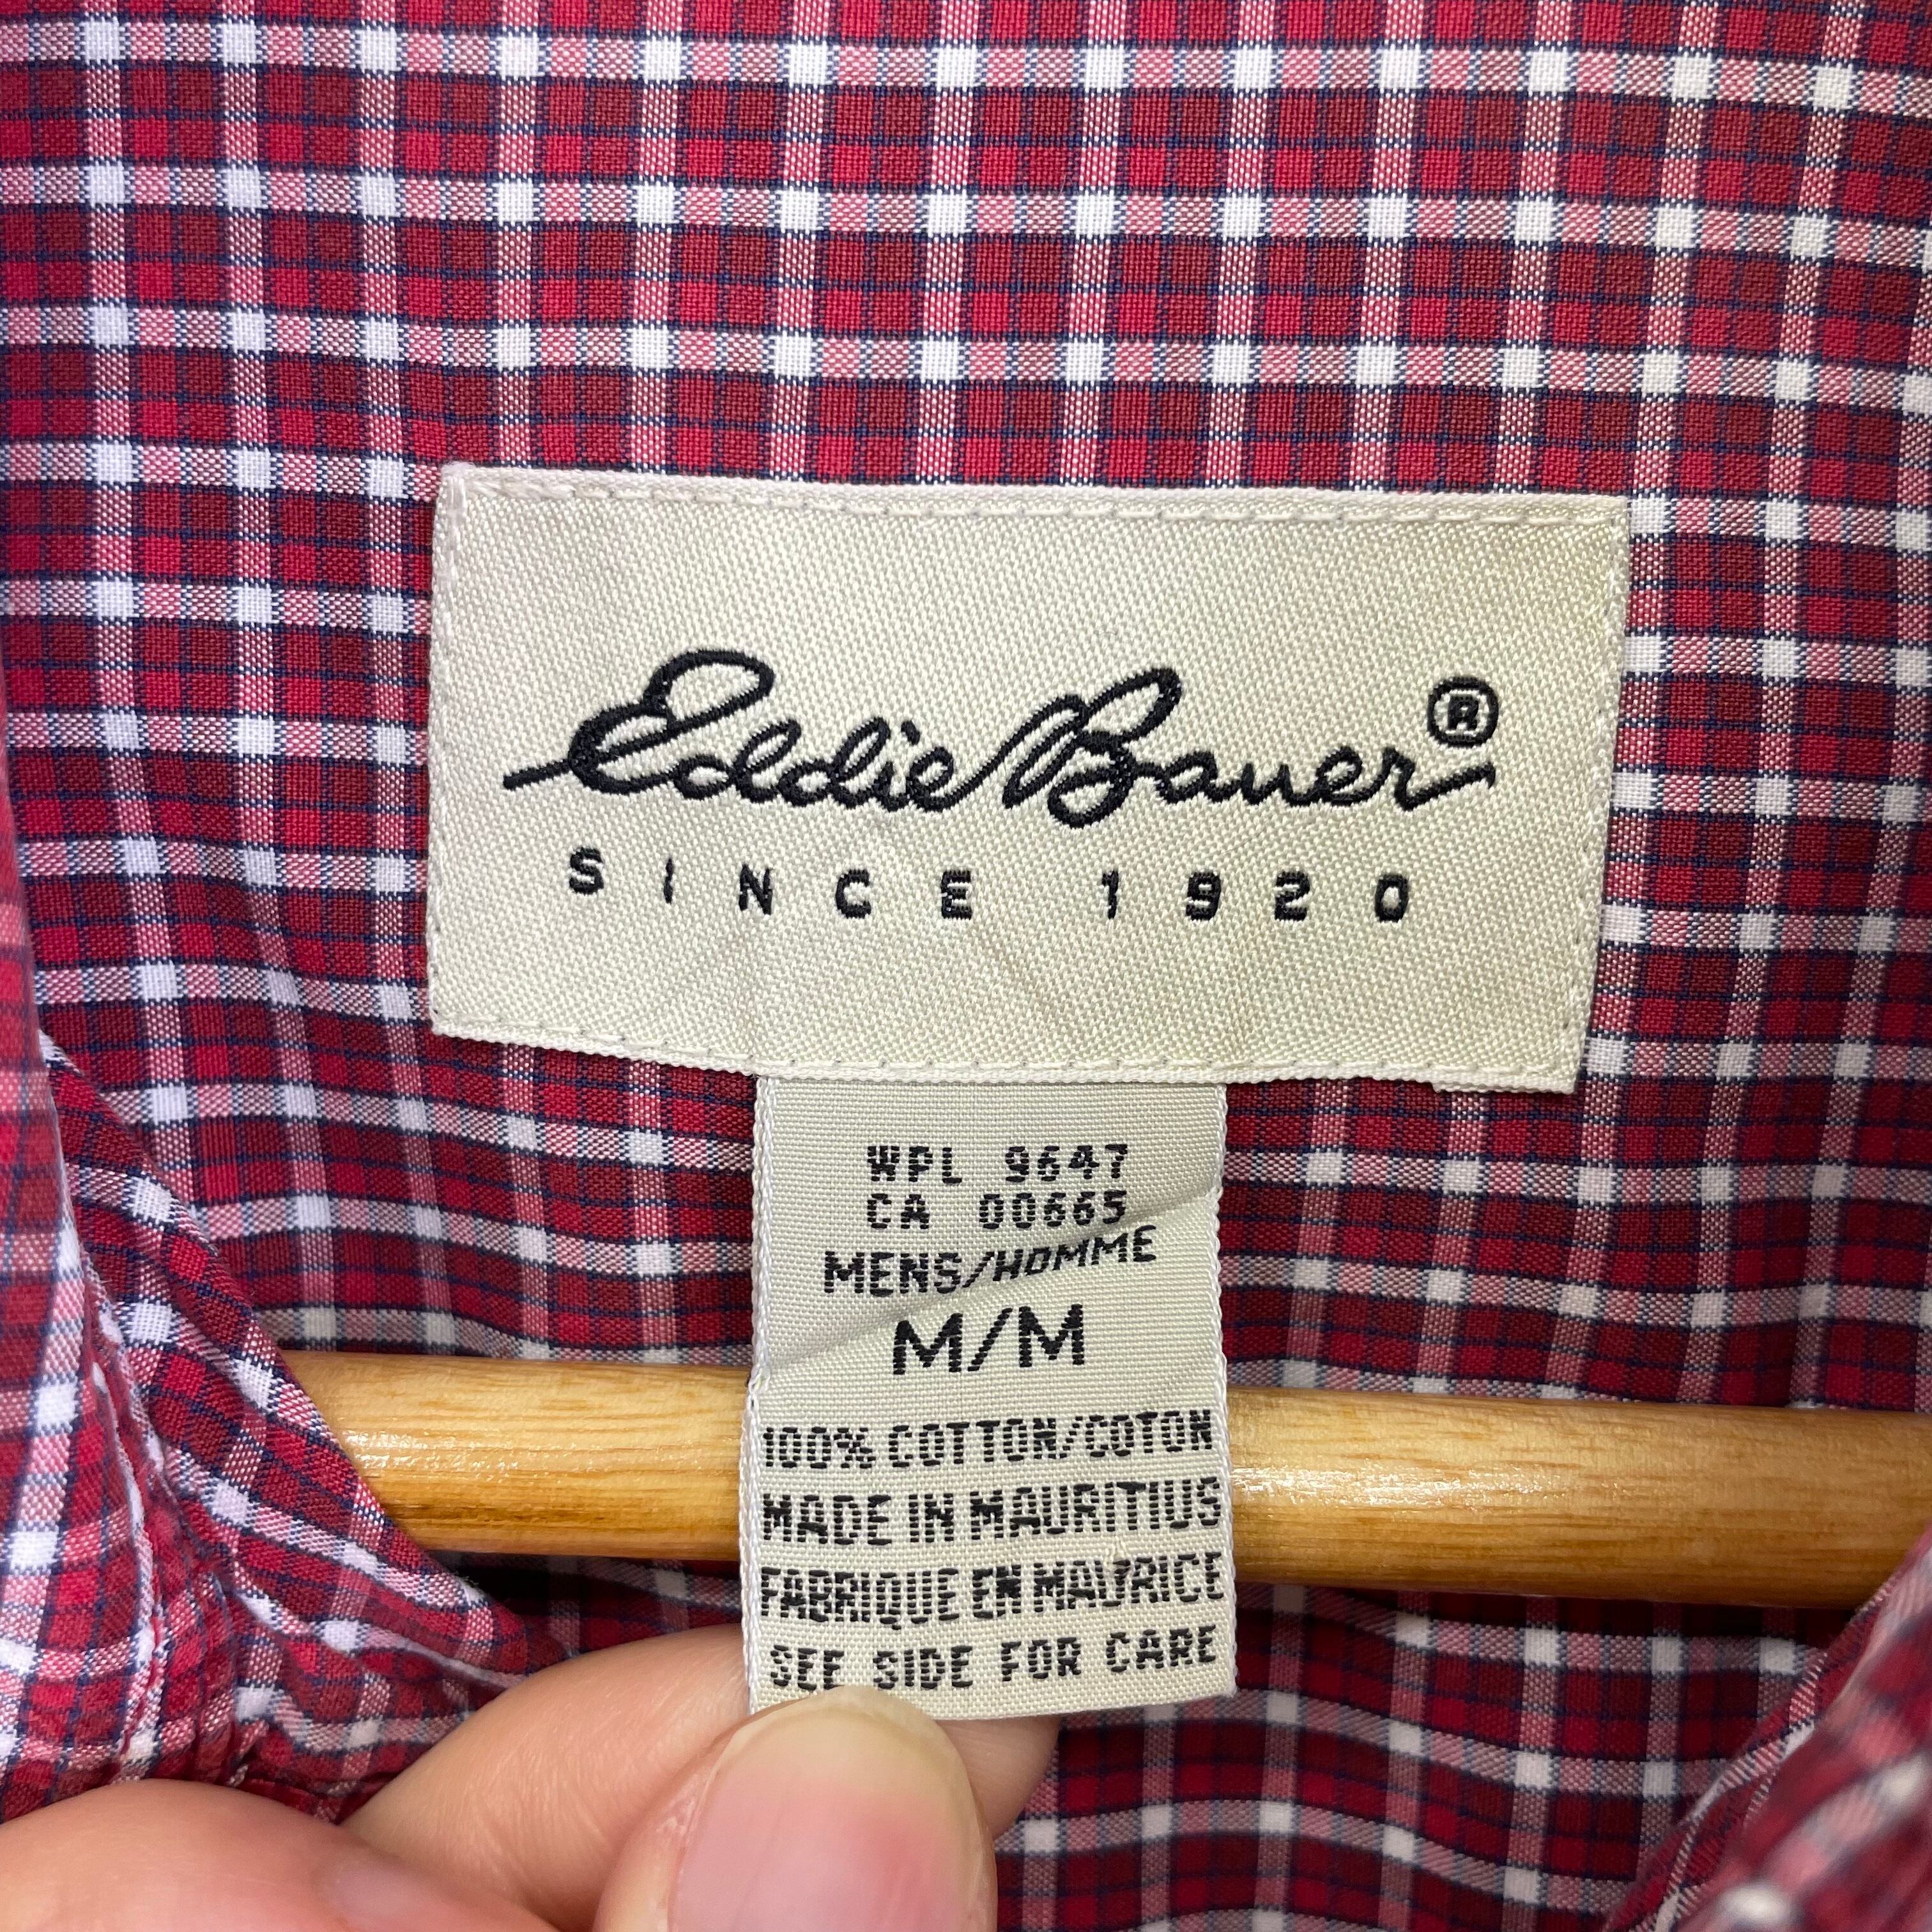 Eddie Bauer®
SINCE 1920
WPL 9647
CA 00665
MENS/HOMME
M/M
100% COTTON/COTON
MADE IN MAURITIUS
FABRIQUE EN MAURICE
SEE SIDE FOR CARE